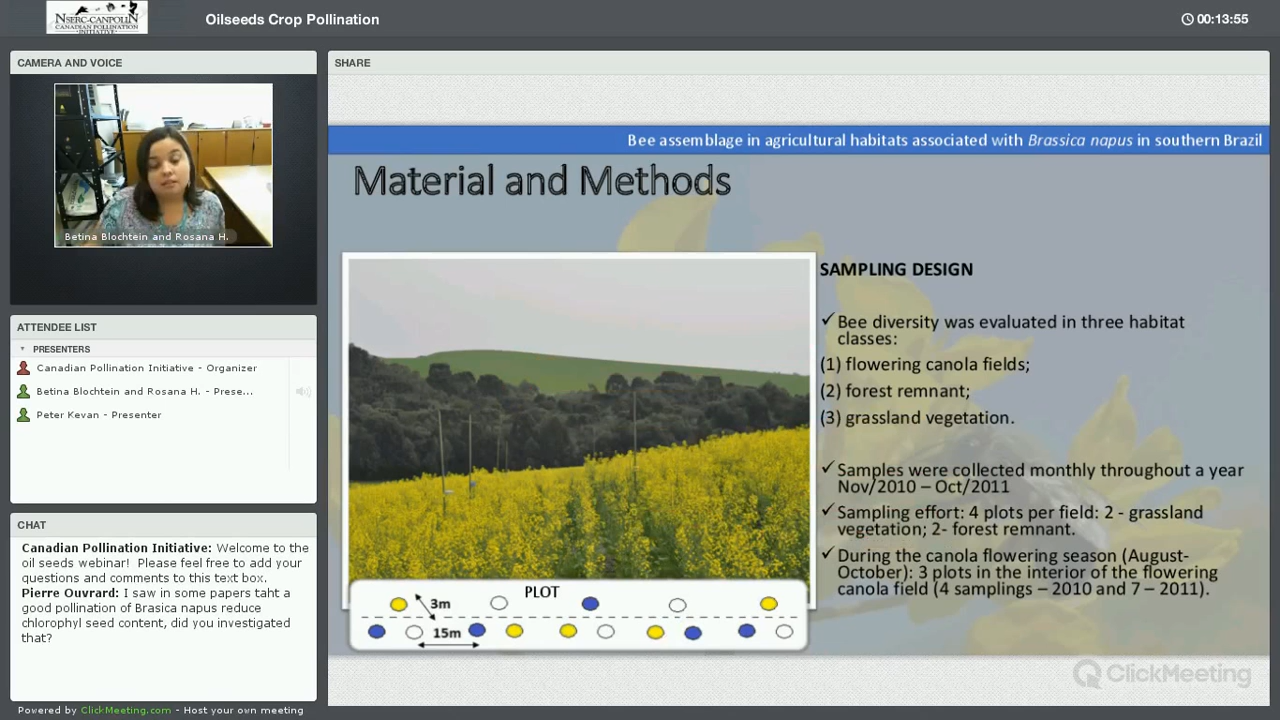 NSERC-CANPOLIN
CANADIAN POLLINATION
INITIATIVE
Oilseeds Crop Pollination
00:13:55
CAMERA AND VOICE
Betina Blochtein and Rosana H.
ATTENDEE LIST
PRESENTERS
Canadian Pollination Initiative - Organizer
Betina Blochtein and Rosana H. - Prese...
Peter Kevan - Presenter
CHAT
Canadian Pollination Initiative: Welcome to the
oil seeds webinar! Please feel free to add your
questions and comments to this text box.
Pierre Ouvrard: I saw in some papers taht a
good pollination of Brasica napus reduce
chlorophyl seed content, did you investigated
that?
Powered by ClickMeeting.com - Host your own meeting
SHARE
Bee assemblage in agricultural habitats associated with Brassica napus in southern Brazil
Material and Methods
SAMPLING DESIGN
✓Bee diversity was evaluated in three habitat
classes:
(1) flowering canola fields;
(2) forest remnant;
(3) grassland vegetation.
✓Samples were collected monthly throughout a year
Nov/2010 – Oct/2011
✓Sampling effort: 4 plots per field: 2 - grassland
vegetation; 2- forest remnant.
✓During the canola flowering season (August-
October): 3 plots in the interior of the flowering
canola field (4 samplings – 2010 and 7 – 2011).
PLOT
3m
15m
ClickMeeting